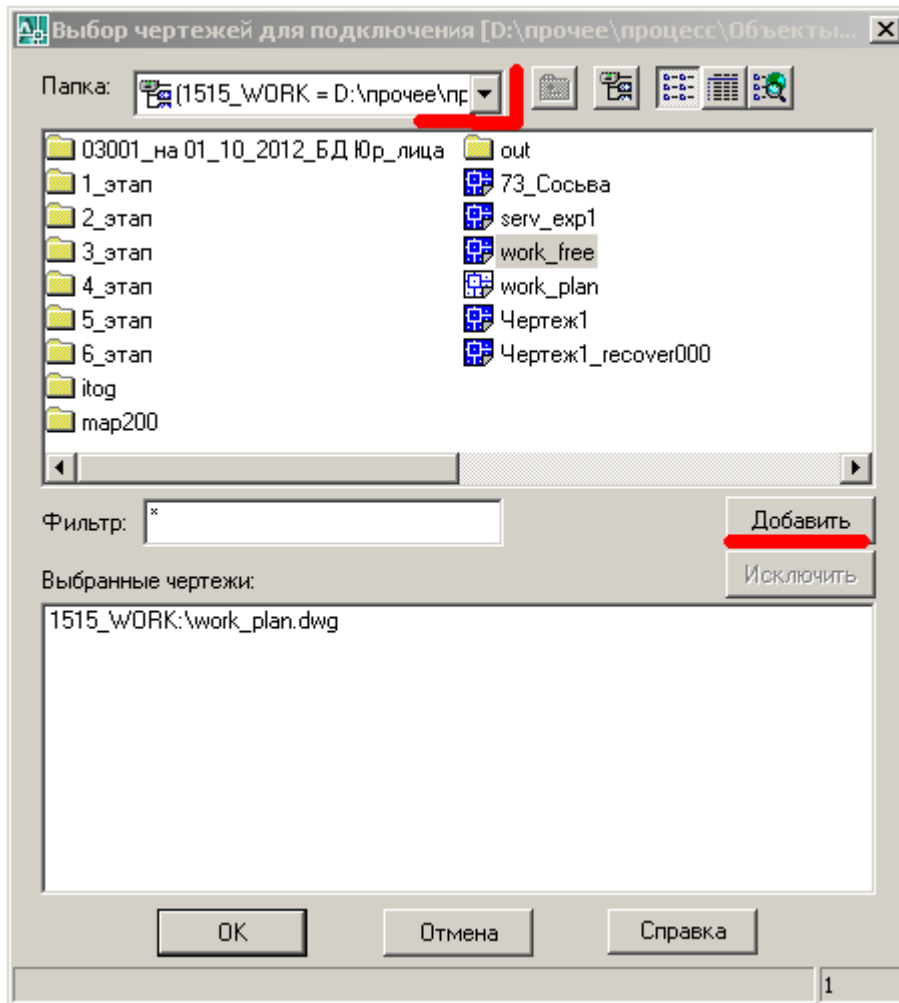 Выбор чертежей для подключения [D:\прочее\процесс\Объекты...
Папка:
(1515_WORK = D:\прочее\пр
03001_на 01_10_2012_БД Юр_лица
1_этап
2_этап
3_этап
4_этап
5_этап
6_этап
itog
map200
out
73_Сосьва
serv_exp1
work_free
work_plan
Чертеж1
Чертеж1_recover000
Фильтр:
*
Добавить
Исключить
Выбранные чертежи:
1515_WORK:\work_plan.dwg
OK
Отмена
Справка
1